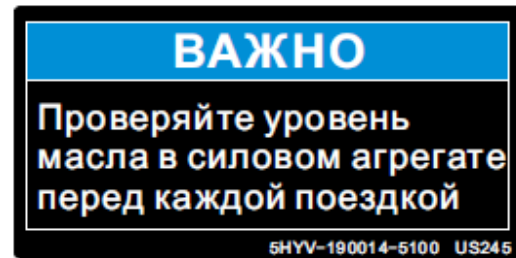 ВАЖНО
Проверяйте уровень
масла в силовом агрегате
перед каждой поездкой
5HYV-190014-5100 US245